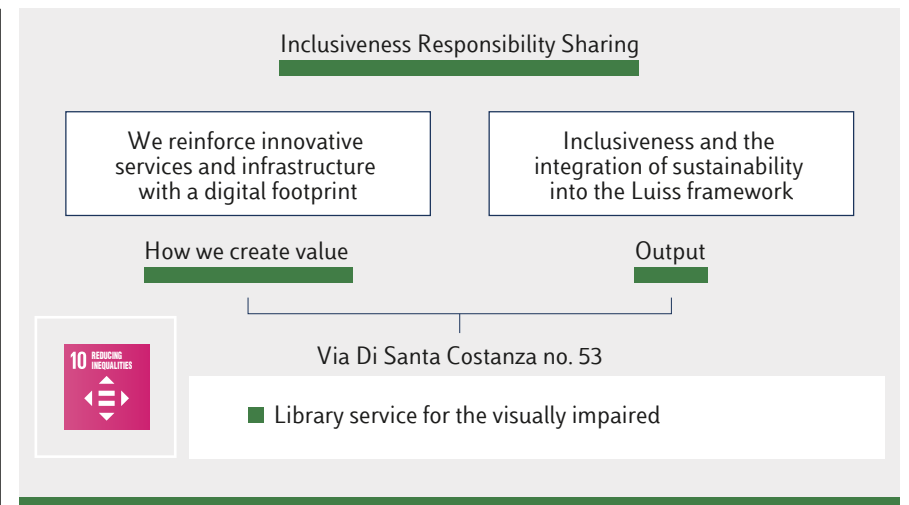 Inclusiveness Responsibility Sharing
We reinforce innovative
services and infrastructure
with a digital footprint
Inclusiveness and the
integration of sustainability
into the Luiss framework
How we create value
Output
Via Di Santa Costanza no. 53
10 REDUCING
INEQUALITIES
Library service for the visually impaired